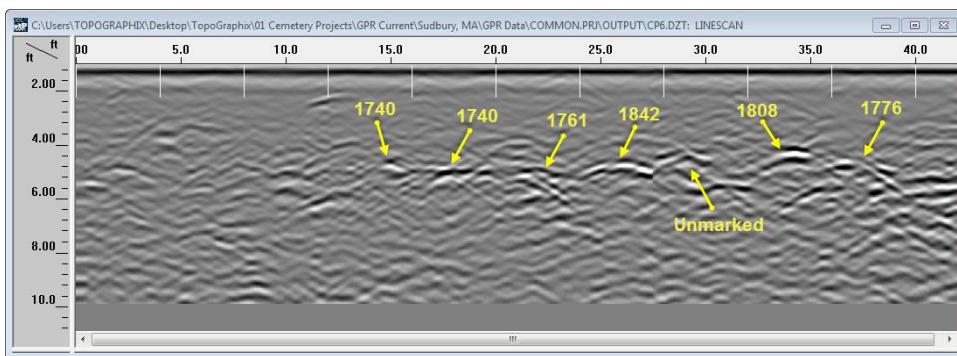 C:\Users\TOPOGRAPHIX\Desktop\TopoGraphix\01 Cemetery Projects\GPR Current\Sudbury, MA\GPR Data\COMMON.PRJ\OUTPUT\CP6.DZT: LINESCAN
ft 00 5.0 10.0 15.0 20.0 25.0 30.0 35.0 40.0
ft
2.00
1740 1740 1761 1842 1808 1776
4.00
6.00
Unmarked
8.00
10.0